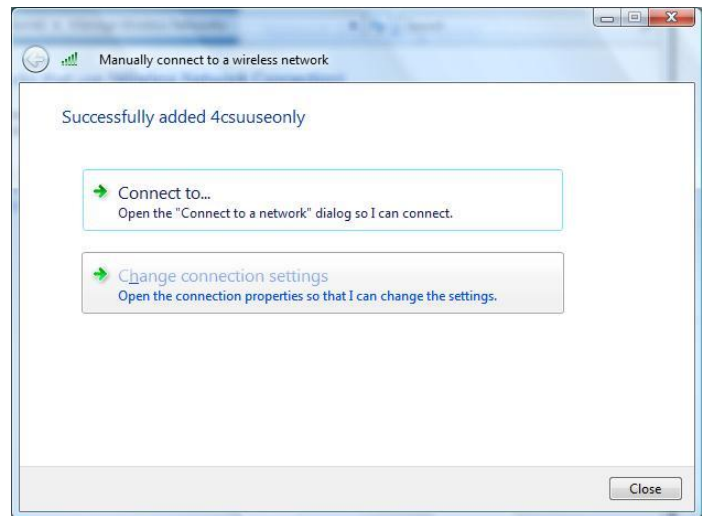 Manually connect to a wireless network
Successfully added 4csuuseonly
Connect to...
Open the "Connect to a network" dialog so I can connect.
Change connection settings
Open the connection properties so that I can change the settings.
Close